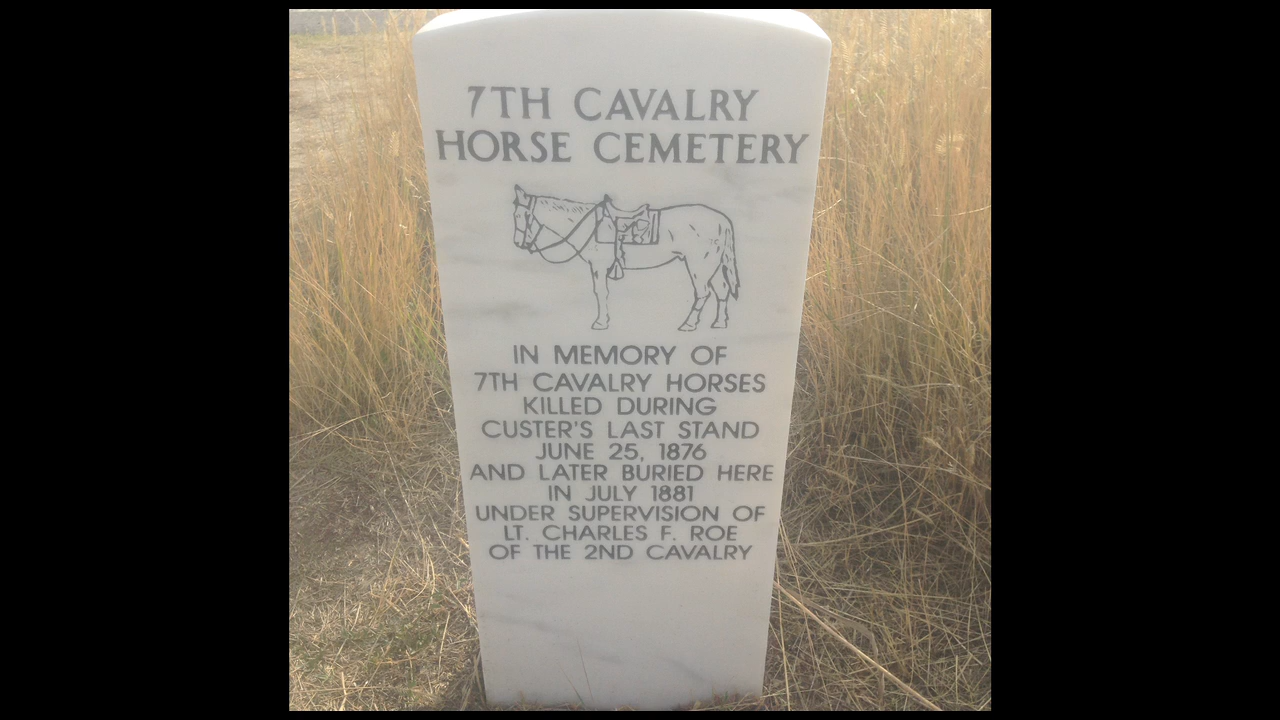 7TH CAVALRY
HORSE CEMETERY
IN MEMORY OF
7TH CAVALRY HORSES
KILLED DURING
CUSTER'S LAST STAND
JUNE 25, 1876
AND LATER BURIED HERE
IN JULY 1881
UNDER SUPERVISION OF
LT. CHARLES F. ROE
OF THE 2ND CAVALRY